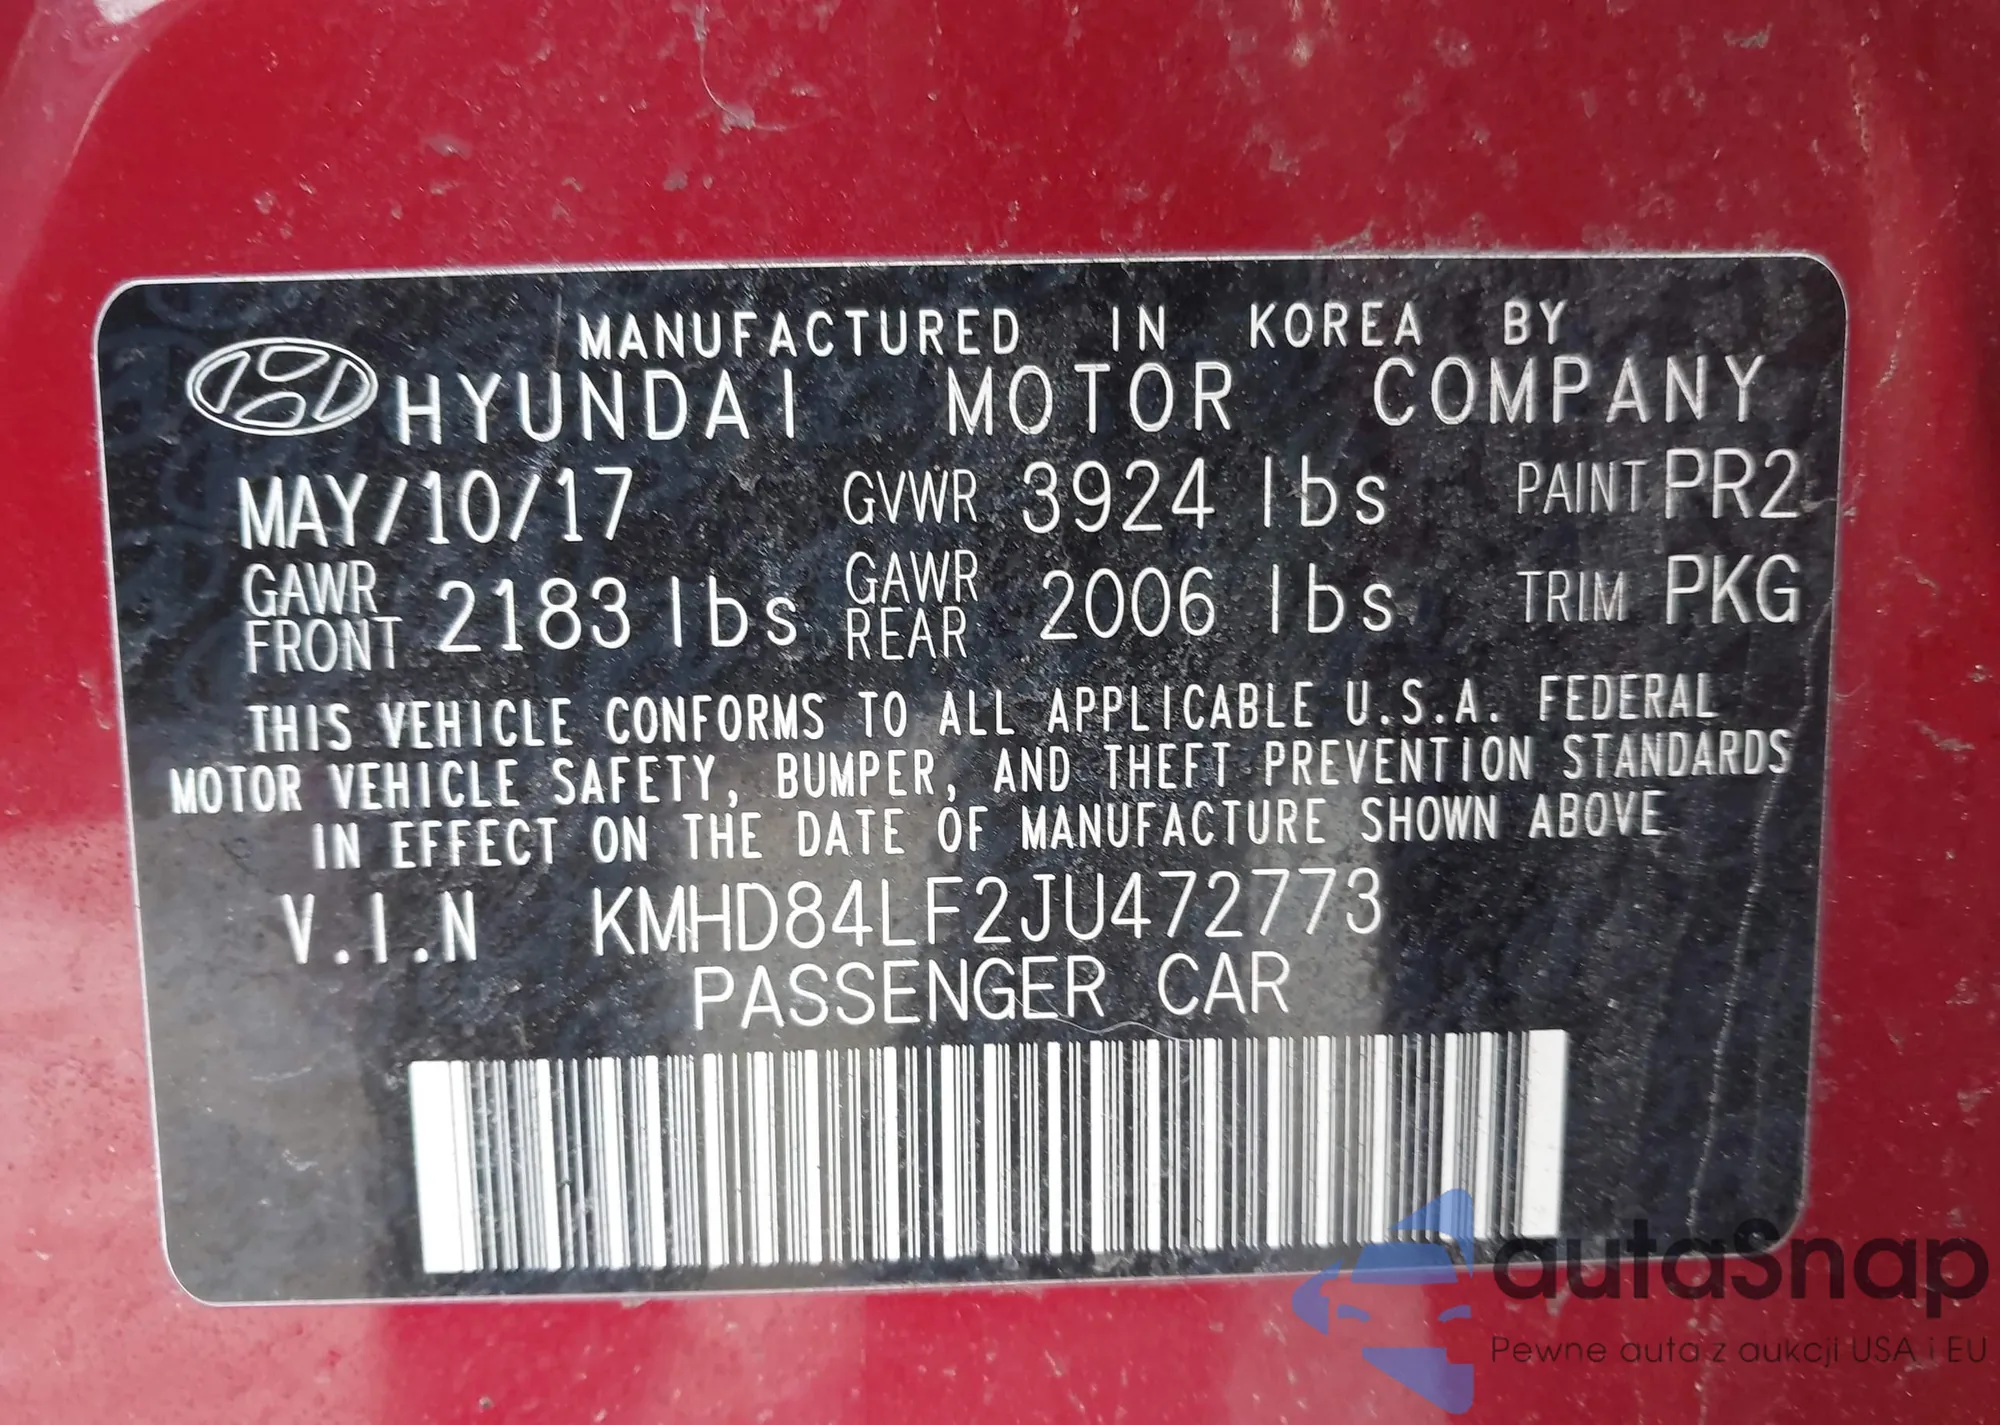 MANUFACTURED IN KOREA BY
HYUNDAI MOTOR COMPANY
MAY/10/17 GVWR 3924 lbs PAINT PR2
GAWR FRONT 2183 lbs GAWR REAR 2006 lbs TRIM PKG
THIS VEHICLE CONFORMS TO ALL APPLICABLE U.S.A. FEDERAL
MOTOR VEHICLE SAFETY, BUMPER, AND THEFT PREVENTION STANDARDS
IN EFFECT ON THE DATE OF MANUFACTURE SHOWN ABOVE
V.I.N KMHD84LF2JU472773
PASSENGER CAR
autaSnap
Pewne auta z aukcji USA i EU